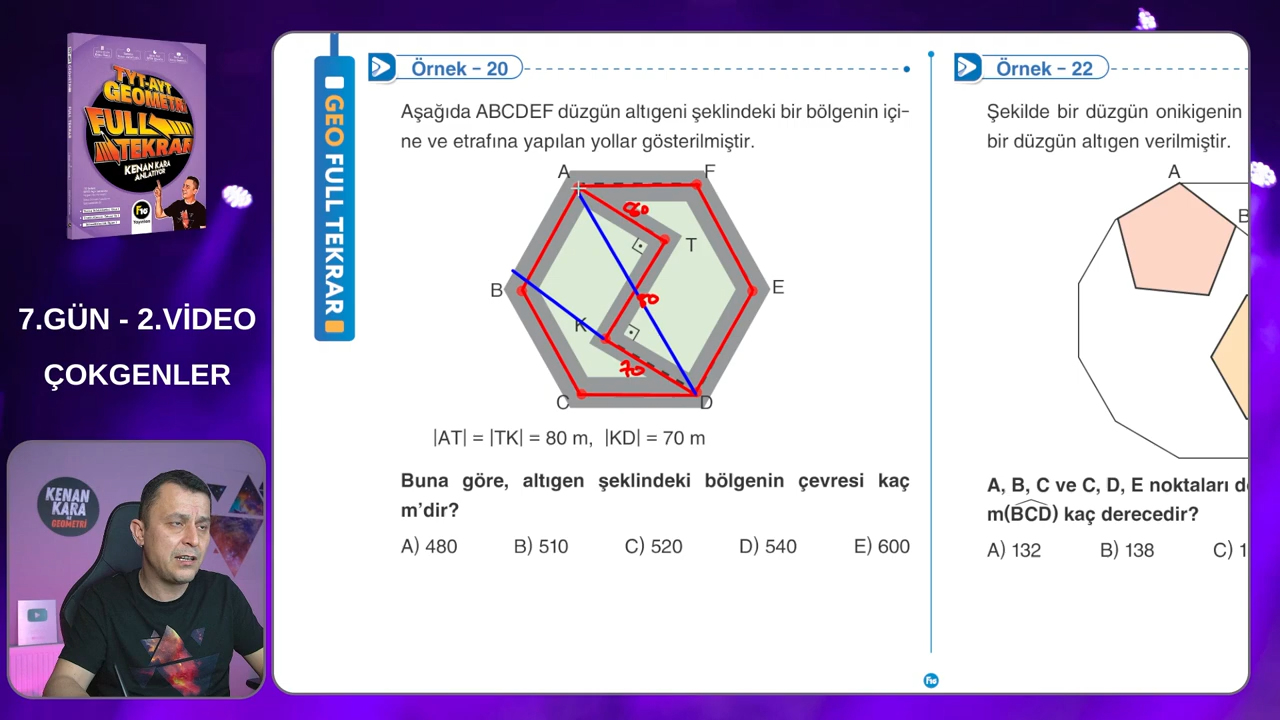 TYT-AYT
GEOMETRİ
FULL
TEKRAR
KENAN KARA
ANLATIYOR
7.GÜN - 2.VİDEO
ÇOKGENLER
KENAN
KARA
GEOMETRİ
GEO FULL TEKRAR
Örnek – 20
Aşağıda ABCDEF düzgün altıgeni şeklindeki bir bölgenin içi-
ne ve etrafına yapılan yollar gösterilmiştir.
A
F
80
T
B
E
80
K
70
C
D
|AT| = |TK| = 80 m, |KD| = 70 m
Buna göre, altıgen şeklindeki bölgenin çevresi kaç
m’dir?
A) 480 B) 510 C) 520 D) 540 E) 600
Örnek – 22
Şekilde bir düzgün onikigenin
bir düzgün altıgen verilmiştir.
A
B
A, B, C ve C, D, E noktaları
m(BCD) kaç derecedir?
A) 132 B) 138 C) 1